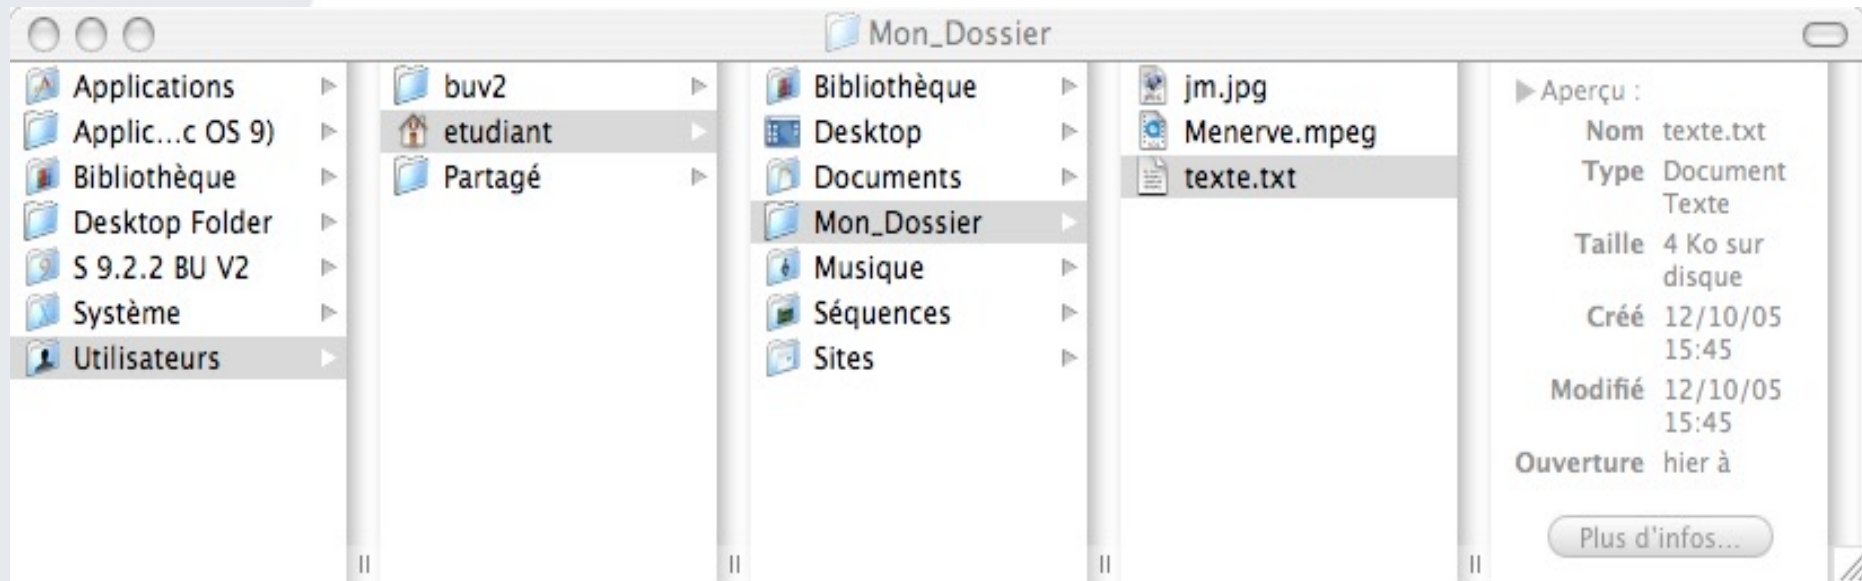 Mon_Dossier
Applications
Applic...c OS 9)
Bibliothèque
Desktop Folder
S 9.2.2 BU V2
Système
Utilisateurs
buv2
etudiant
Partagé
Bibliothèque
Desktop
Documents
Mon_Dossier
Musique
Séquences
Sites
jm.jpg
Menerve.mpeg
texte.txt
Aperçu :
Nom texte.txt
Type Document
Texte
Taille 4 Ko sur
disque
Créé 12/10/05
15:45
Modifié 12/10/05
15:45
Ouverture hier à
Plus d'infos...